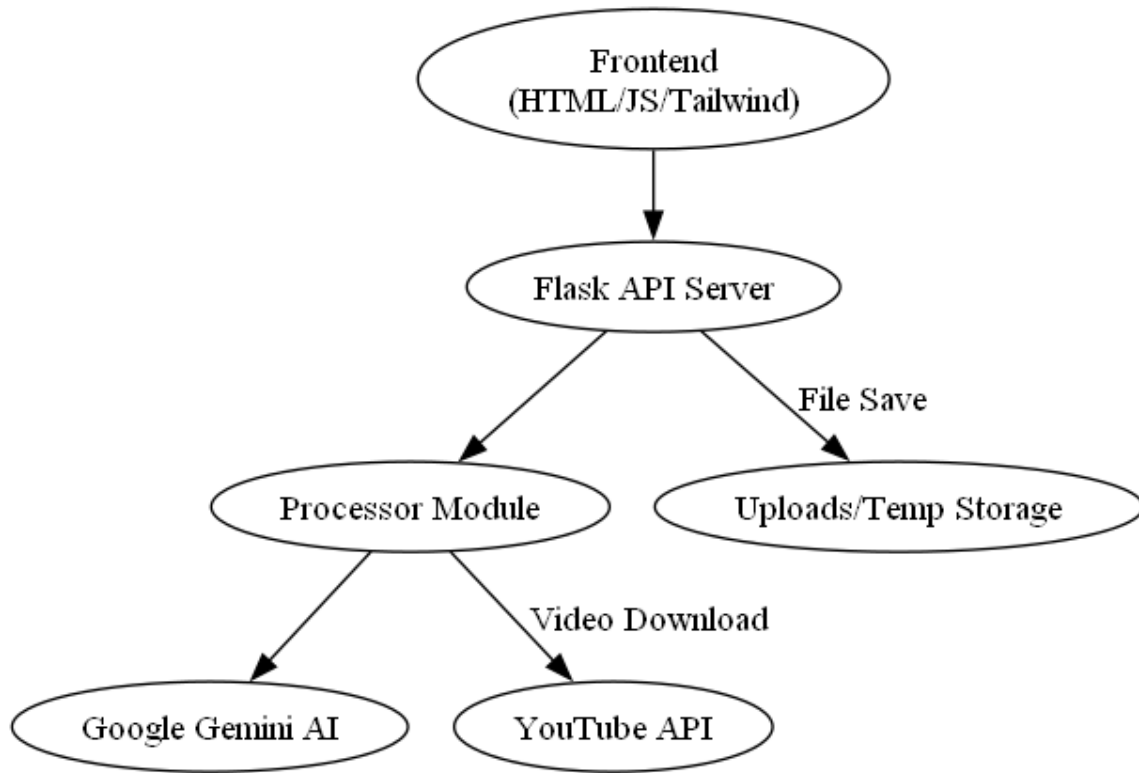 Frontend
(HTML/JS/Tailwind)
Flask API Server
File Save
Processor Module
Uploads/Temp Storage
Video Download
Google Gemini AI
YouTube API